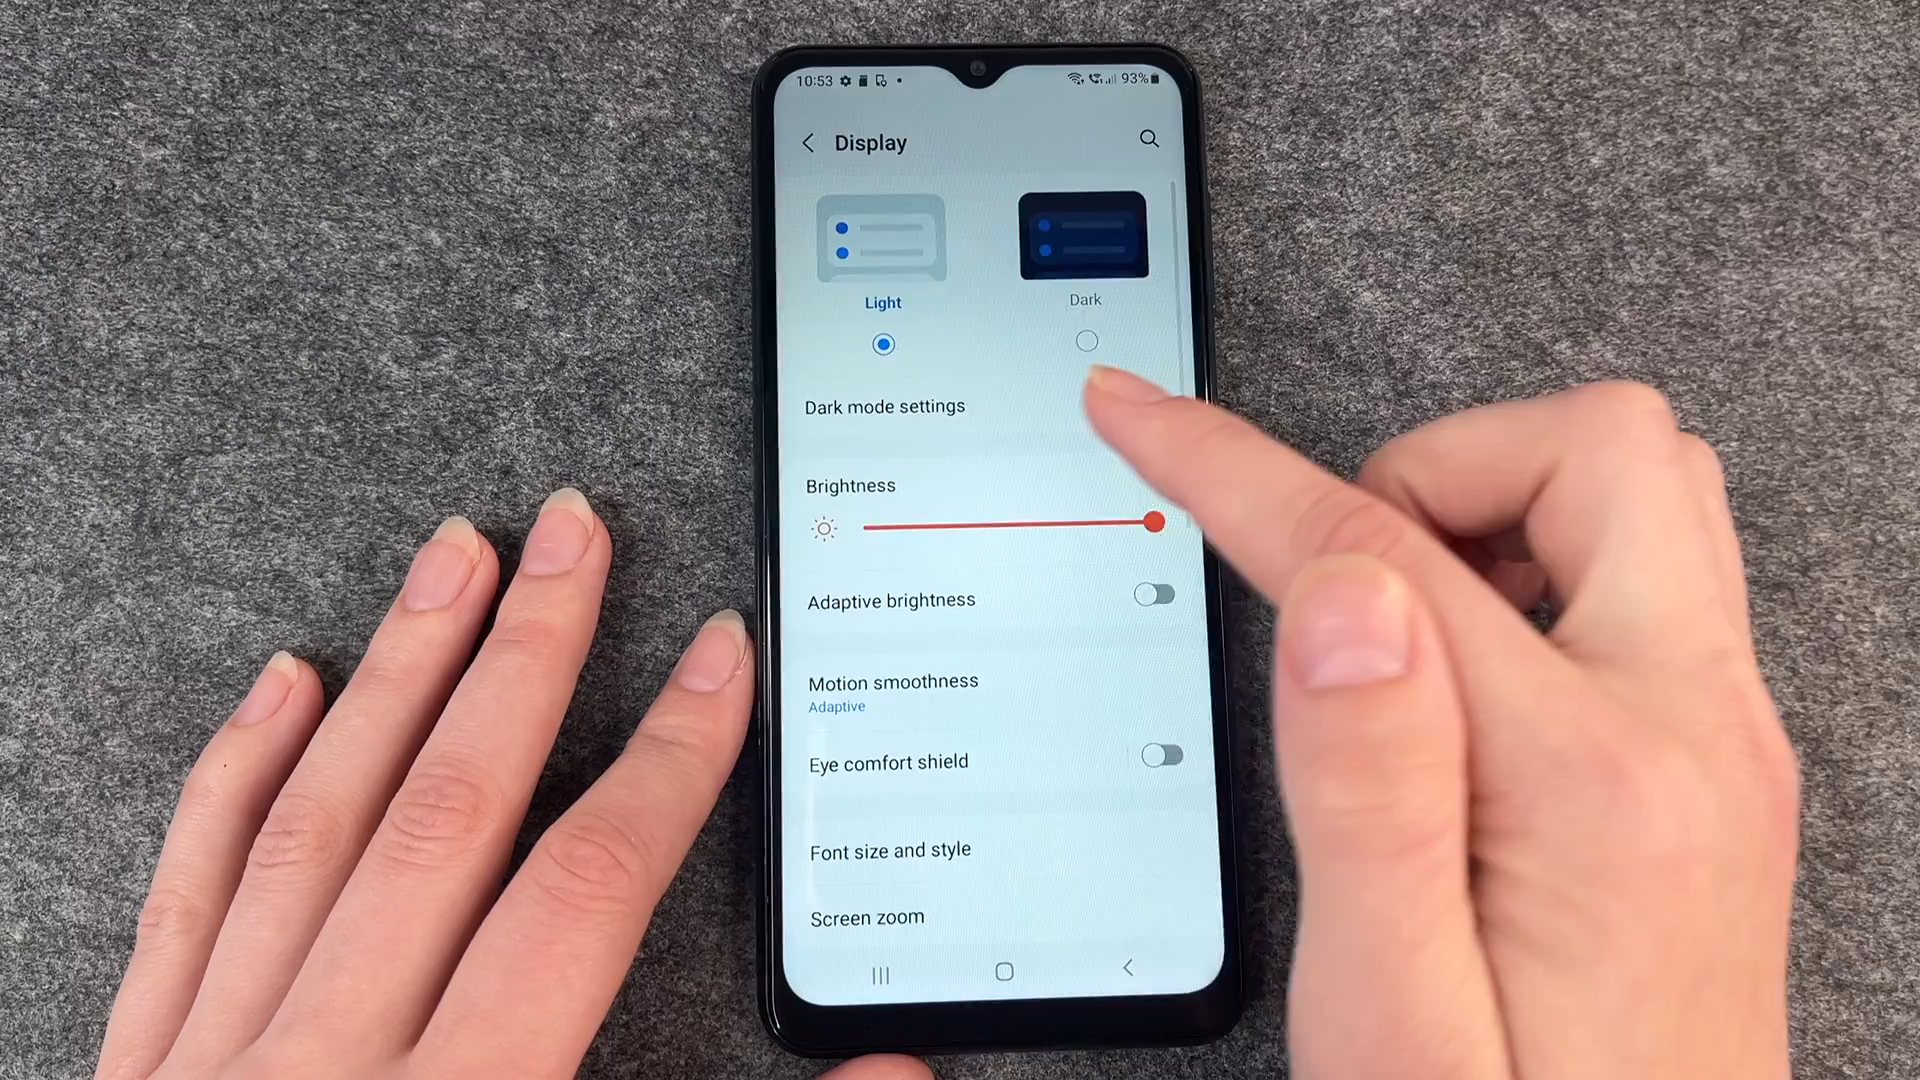 10:53 93%
Display
Light Dark
Dark mode settings
Brightness
Adaptive brightness
Motion smoothness
Adaptive
Eye comfort shield
Font size and style
Screen zoom